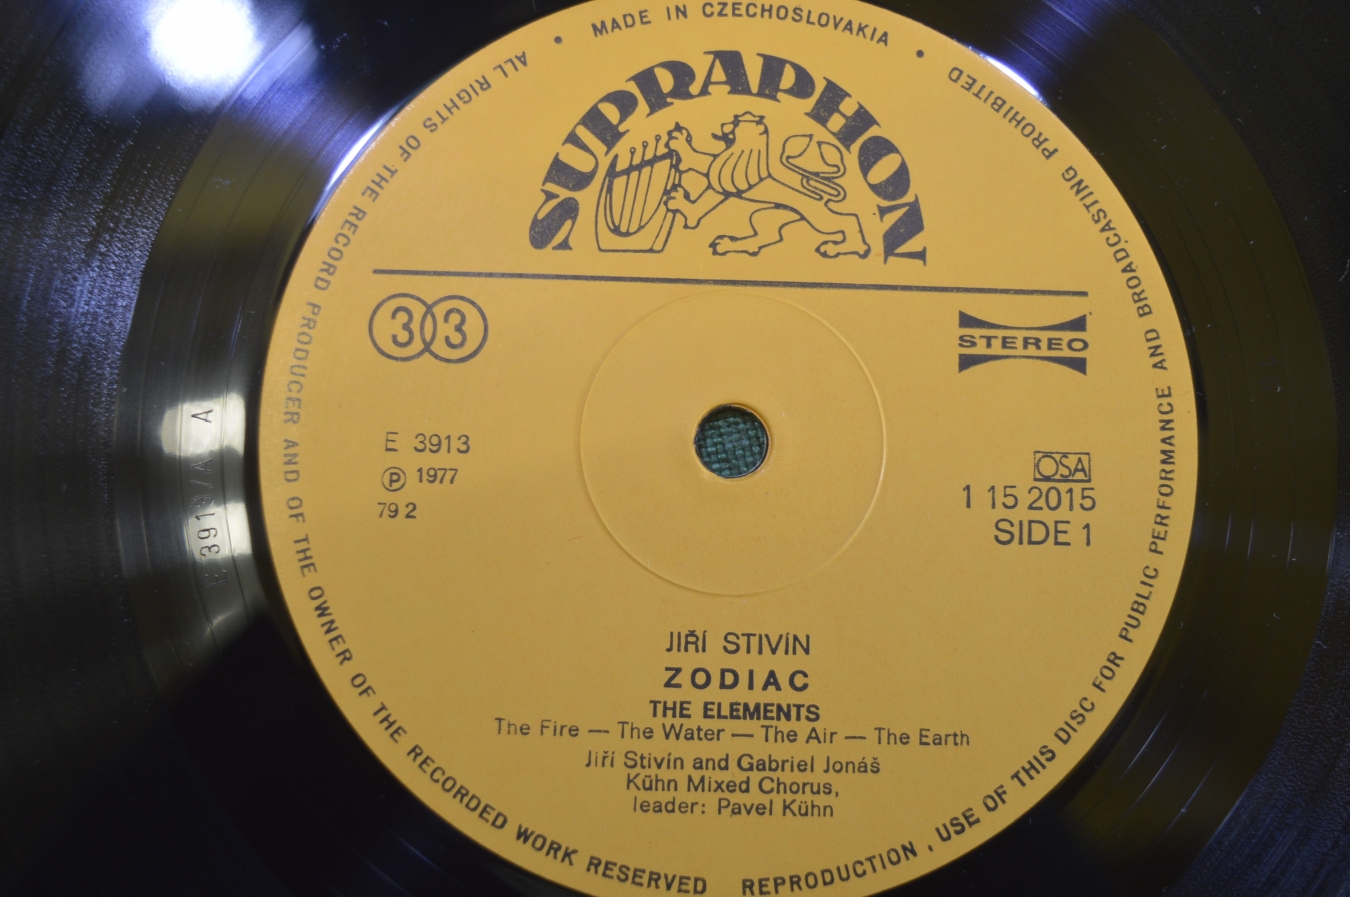 MADE IN CZECHOSLOVAKIA
ALL RIGHTS OF THE RECORD PRODUCER AND OF THE OWNER OF THE RECORDED WORK RESERVED
REPRODUCTION, USE OF THIS DISC FOR PUBLIC PERFORMANCE AND BROADCASTING PROHIBITED
SUPRAPHON
33
STEREO
E 3913
Ⓟ 1977
79 2
OSA
1 15 2015
SIDE 1
JIŘÍ STIVÍN
ZODIAC
THE ELEMENTS
The Fire — The Water — The Air — The Earth
Jiří Stivín and Gabriel Jonáš
Kühn Mixed Chorus,
leader: Pavel Kühn